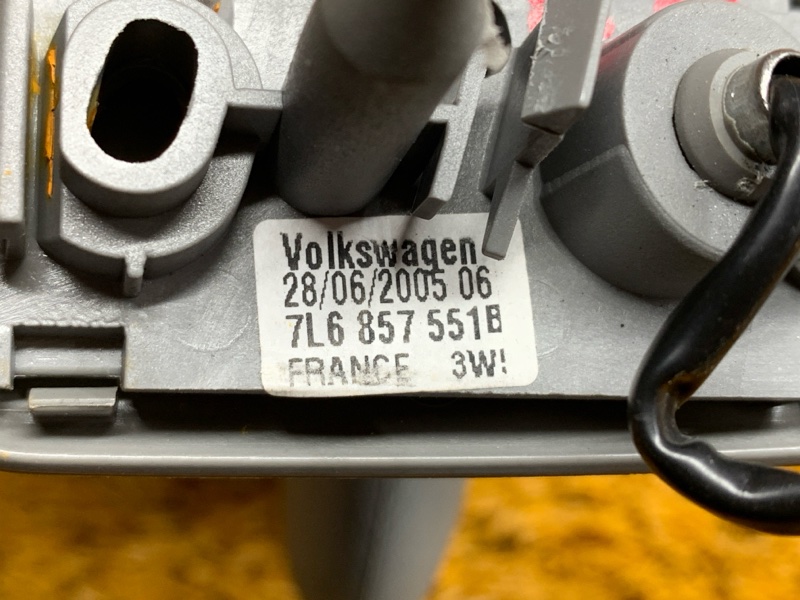 Volkswagen
28/06/2005 06
7L6 857 551B
FRANCE 3W!